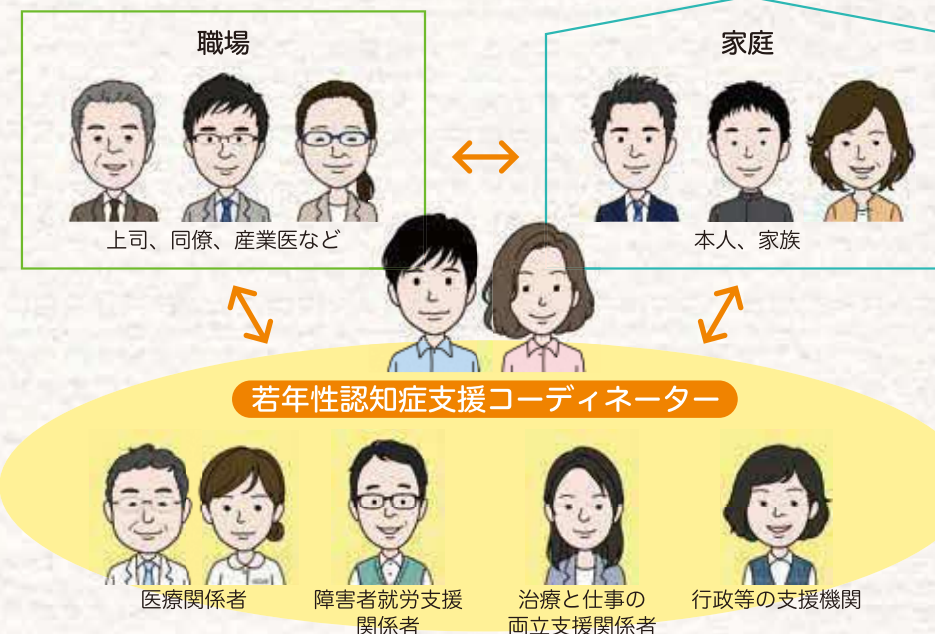 職場
家庭
上司、同僚、産業医など
本人、家族
若年性認知症支援コーディネーター
医療関係者
障害者就労支援
関係者
治療と仕事の
両立支援関係者
行政等の支援機関